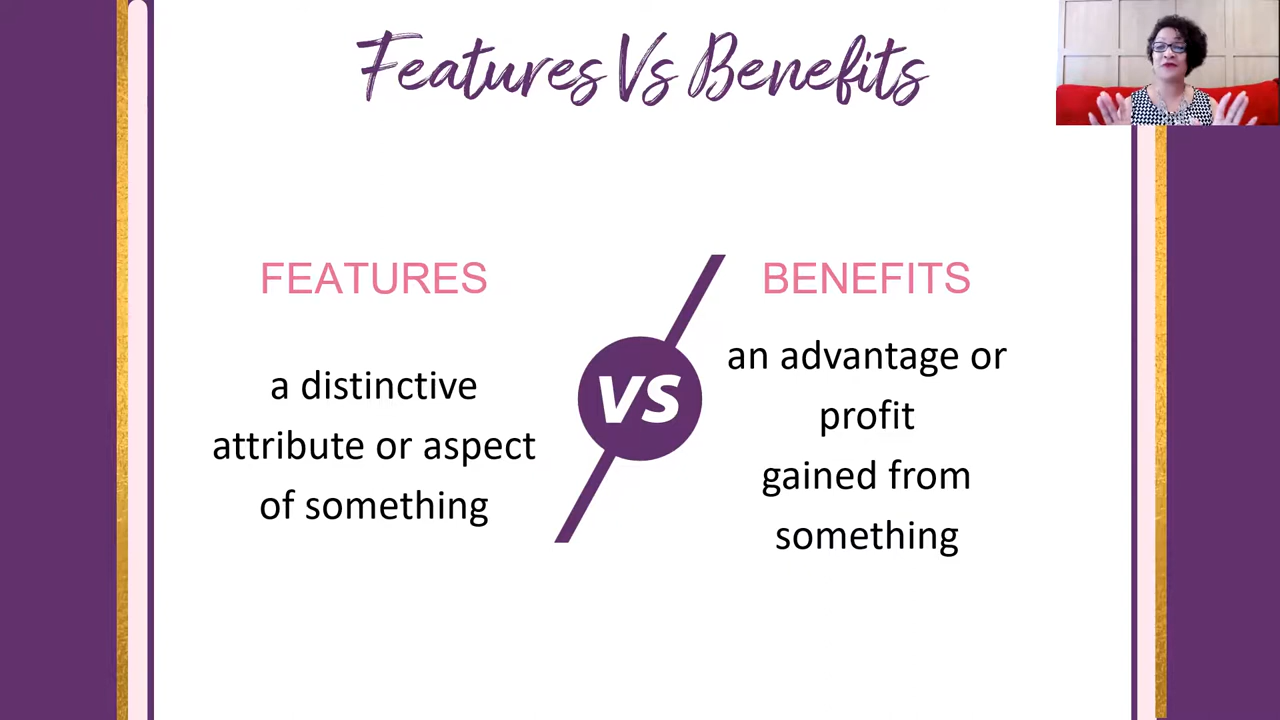 Features Vs Benefits
FEATURES
a distinctive
attribute or aspect
of something
VS
BENEFITS
an advantage or
profit
gained from
something